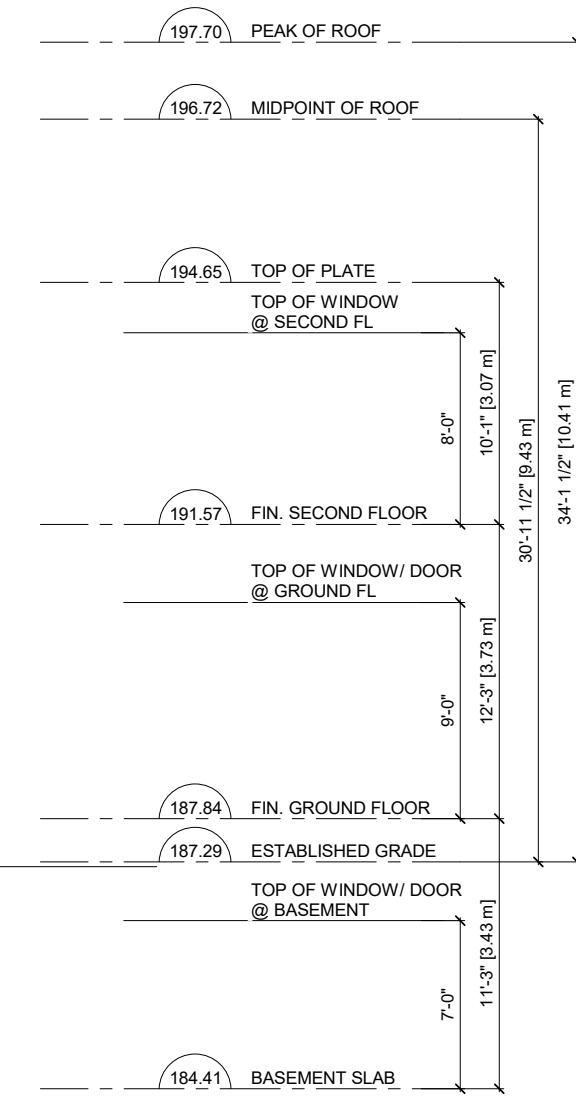 197.70 PEAK OF ROOF
196.72 MIDPOINT OF ROOF
194.65 TOP OF PLATE
TOP OF WINDOW
@ SECOND FL
8'-0"
10'-1" [3.07 m]
30'-11 1/2" [9.43 m]
34'-1 1/2" [10.41 m]
191.57 FIN. SECOND FLOOR
TOP OF WINDOW/ DOOR
@ GROUND FL
9'-0"
12'-3" [3.73 m]
187.84 FIN. GROUND FLOOR
187.29 ESTABLISHED GRADE
TOP OF WINDOW/ DOOR
@ BASEMENT
7'-0"
11'-3" [3.43 m]
184.41 BASEMENT SLAB